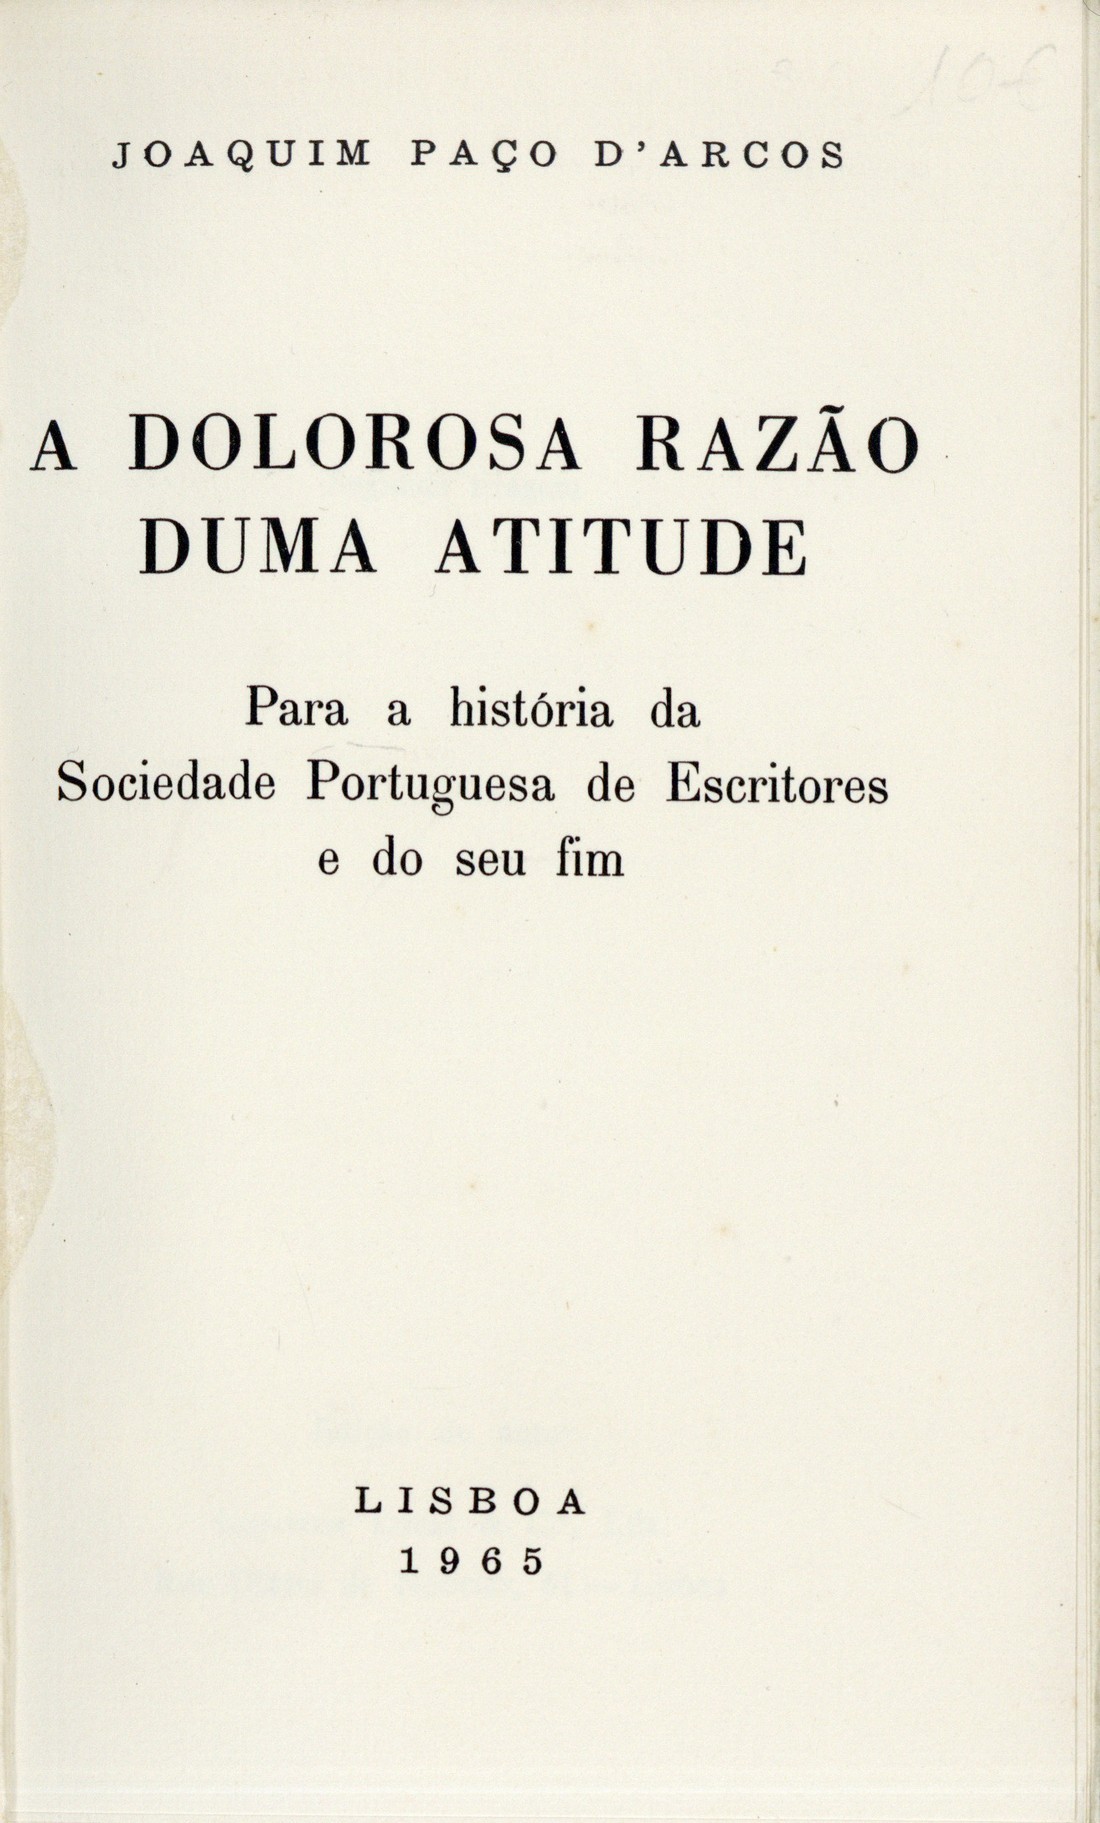 10€
JOAQUIM PAÇO D'ARCOS
A DOLOROSA RAZÃO
DUMA ATITUDE
Para a história da
Sociedade Portuguesa de Escritores
e do seu fim
LISBOA
1965